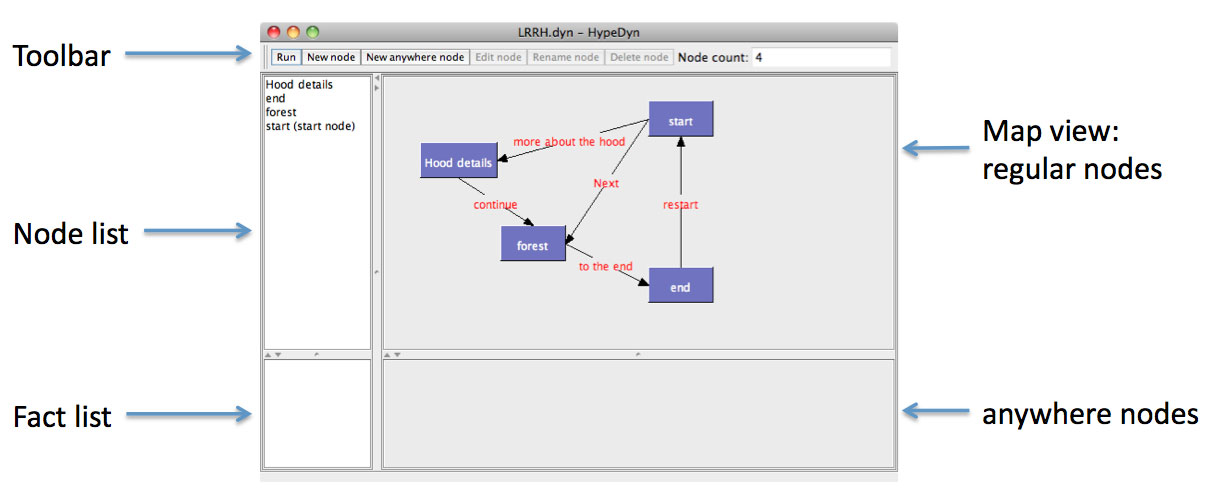 LRRH.dyn – HypeDyn
Toolbar
Run New node New anywhere node Edit node Rename node Delete node Node count: 4
Hood details
end
forest
start (start node)
start
more about the hood
Hood details
Next
continue
restart
forest
to the end
end
Map view:
regular nodes
Node list
Fact list
anywhere nodes